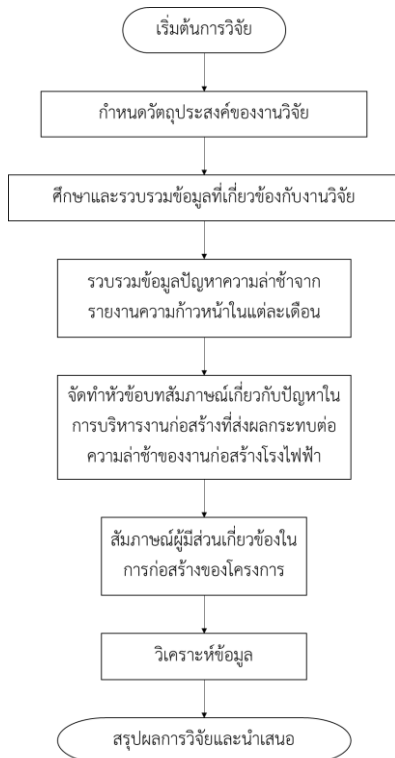 เริ่มต้นการวิจัย
กำหนดวัตถุประสงค์ของงานวิจัย
ศึกษาและรวบรวมข้อมูลที่เกี่ยวข้องกับงานวิจัย
รวบรวมข้อมูลปัญหาความล่าช้าจาก
รายงานความก้าวหน้าในแต่ละเดือน
จัดทำหัวข้อบทสัมภาษณ์เกี่ยวกับปัญหาใน
การบริหารงานก่อสร้างที่ส่งผลกระทบต่อ
ความล่าช้าของงานก่อสร้างโรงไฟฟ้า
สัมภาษณ์ผู้มีส่วนเกี่ยวข้องใน
การก่อสร้างของโครงการ
วิเคราะห์ข้อมูล
สรุปผลการวิจัยและนำเสนอ